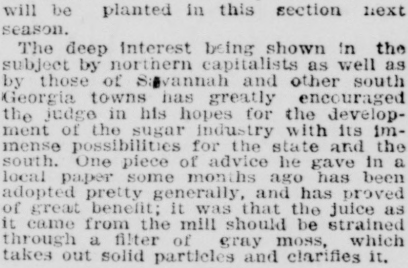 will be planted in this section next
season.
The deep interest being shown in the
subject by northern capitalists as well as
by those of Savannah and other south
Georgia towns has greatly encouraged
the judge in his hopes for the develop-
ment of the sugar industry with its im-
mense possibilities for the state and the
south. One piece of advice he gave in a
local paper some months ago has been
adopted pretty generally, and has proved
of great benefit; it was that the juice as
it came from the mill should be strained
through a filter of gray moss, which
takes out solid particles and clarifies it.